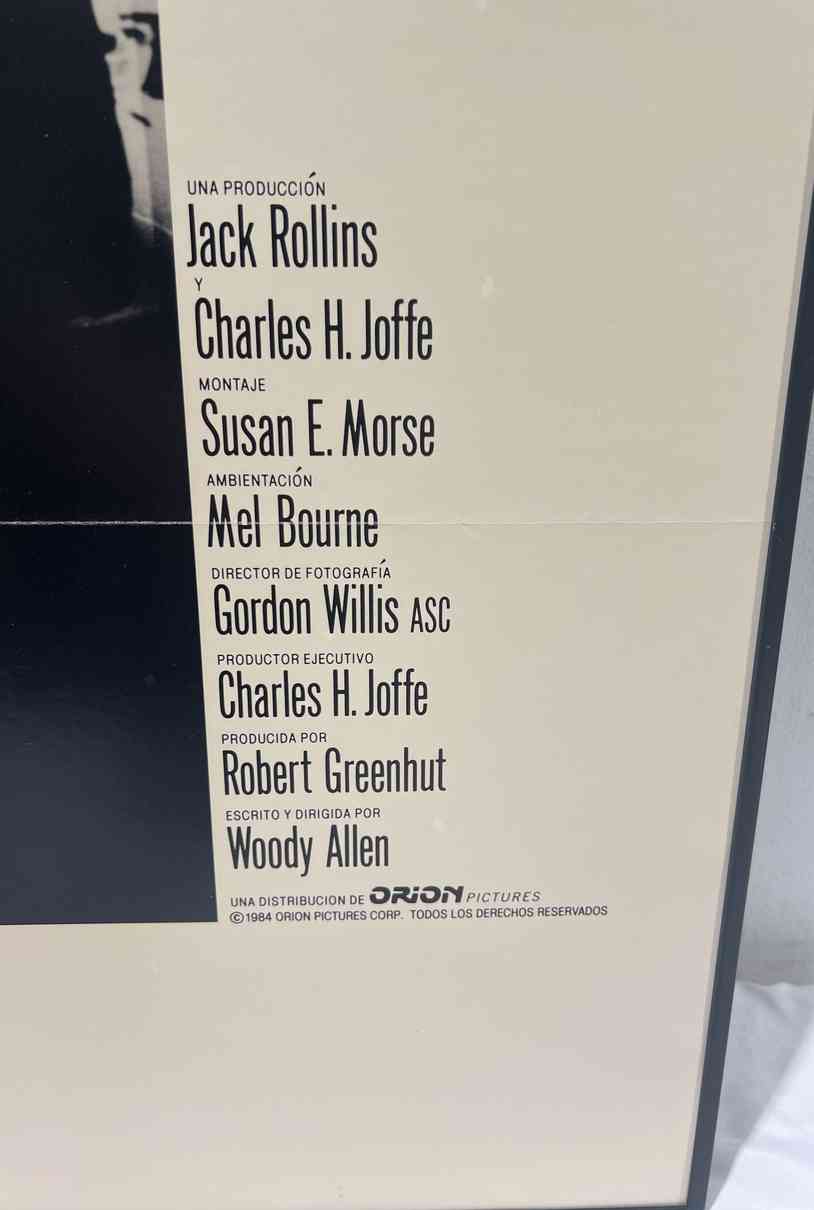 UNA PRODUCCIÓN
Jack Rollins
Y
Charles H. Joffe
MONTAJE
Susan E. Morse
AMBIENTACIÓN
Mel Bourne
DIRECTOR DE FOTOGRAFÍA
Gordon Willis ASC
PRODUCTOR EJECUTIVO
Charles H. Joffe
PRODUCIDA POR
Robert Greenhut
ESCRITO Y DIRIGIDA POR
Woody Allen
UNA DISTRIBUCION DE ORION PICTURES
©1984 ORION PICTURES CORP. TODOS LOS DERECHOS RESERVADOS